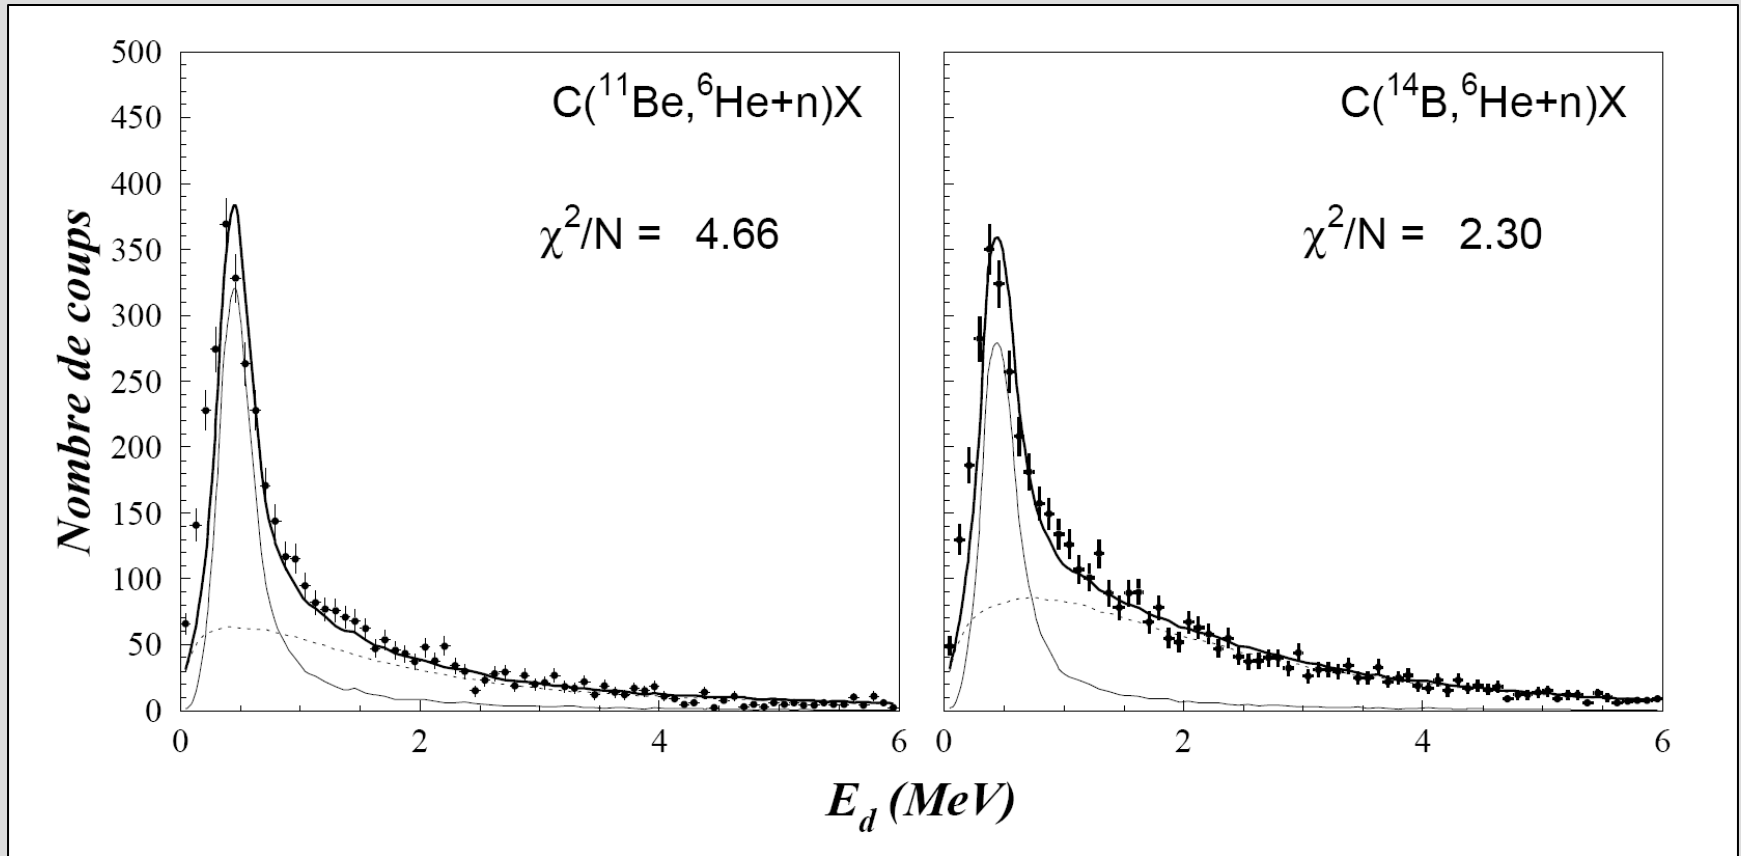 Nombre de coups
500
450
400
350
300
250
200
150
100
50
0
C(¹¹Be,⁶He+n)X
χ²/N = 4.66
0 2 4 6
C(¹⁴B,⁶He+n)X
χ²/N = 2.30
0 2 4 6
E_d (MeV)